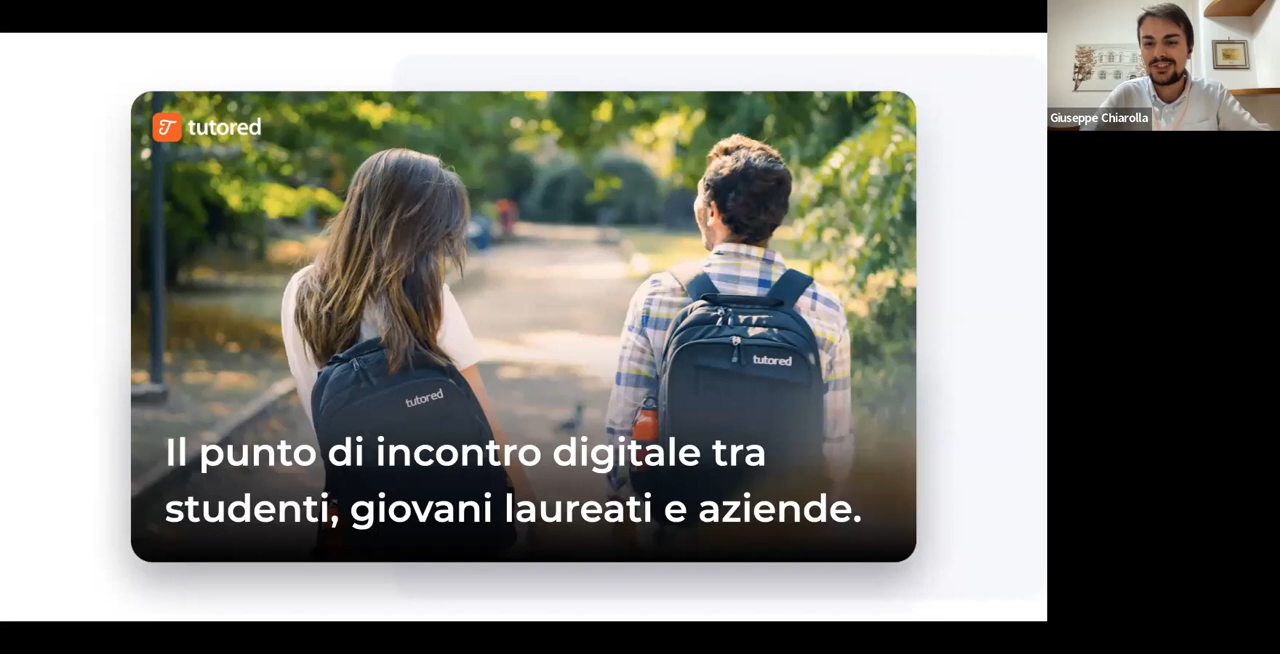 tutored
Giuseppe Chiarolla
tutored
tutored
Il punto di incontro digitale tra
studenti, giovani laureati e aziende.